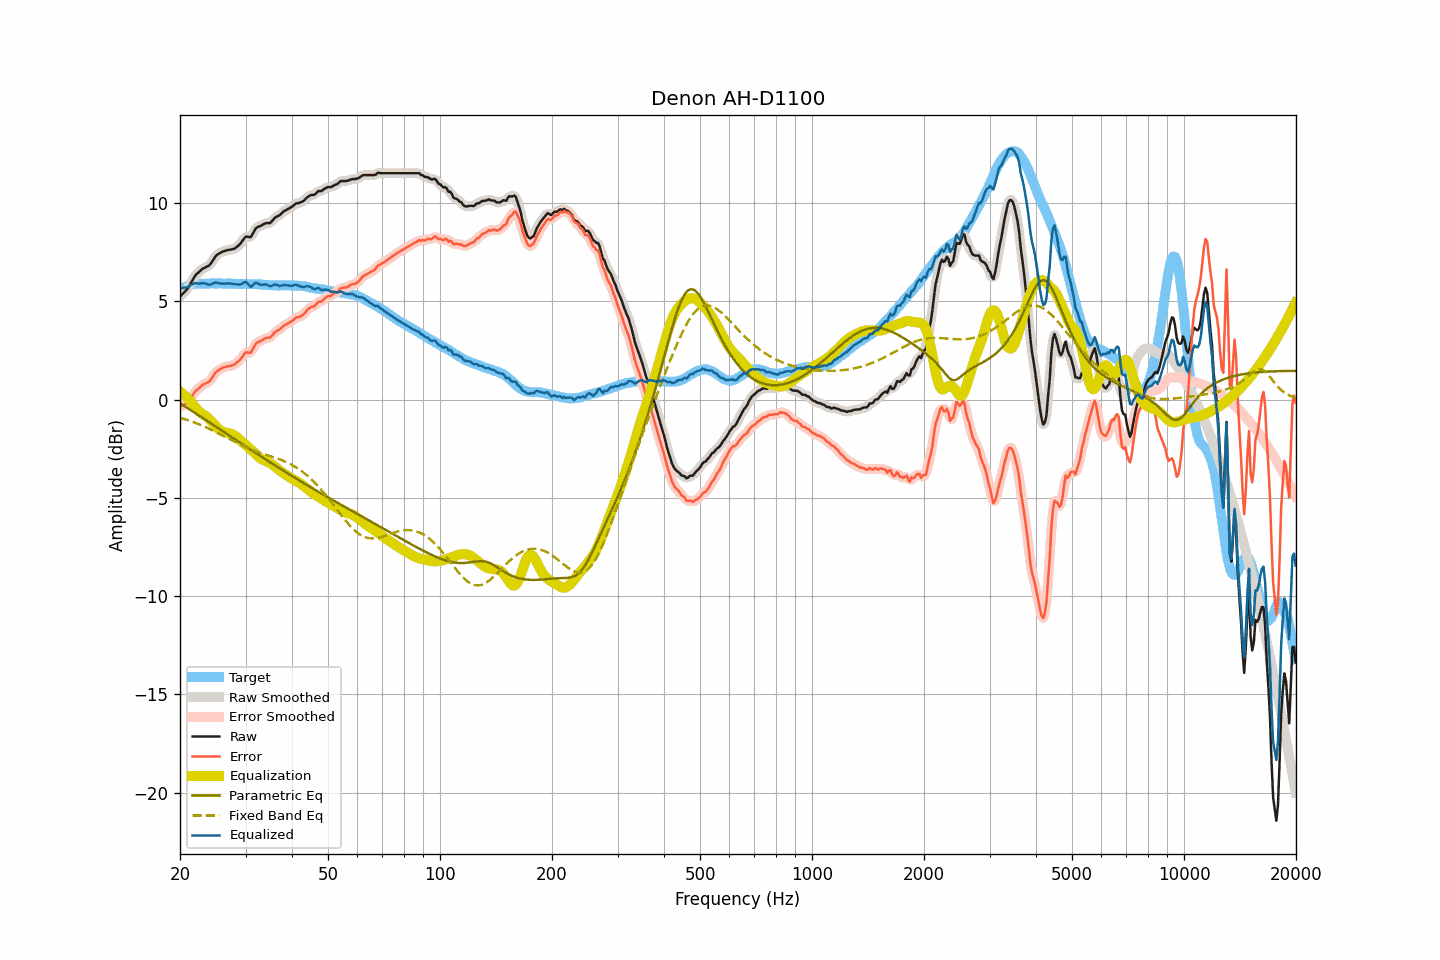 Denon AH-D1100
10
5
0
−5
−10
−15
−20
Amplitude (dBr)
Target
Raw Smoothed
Error Smoothed
Raw
Error
Equalization
Parametric Eq
Fixed Band Eq
Equalized
20 50 100 200 500 1000 2000 5000 10000 20000
Frequency (Hz)